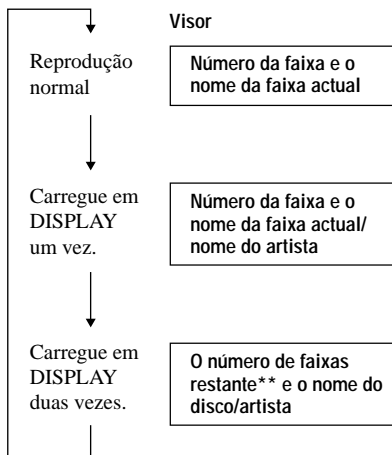 Visor
Reprodução
normal
Número da faixa e o
nome da faixa actual
Carregue em
DISPLAY
um vez.
Número da faixa e o
nome da faixa actual/
nome do artista
Carregue em
DISPLAY
duas vezes.
O número de faixas
restante** e o nome do
disco/artista